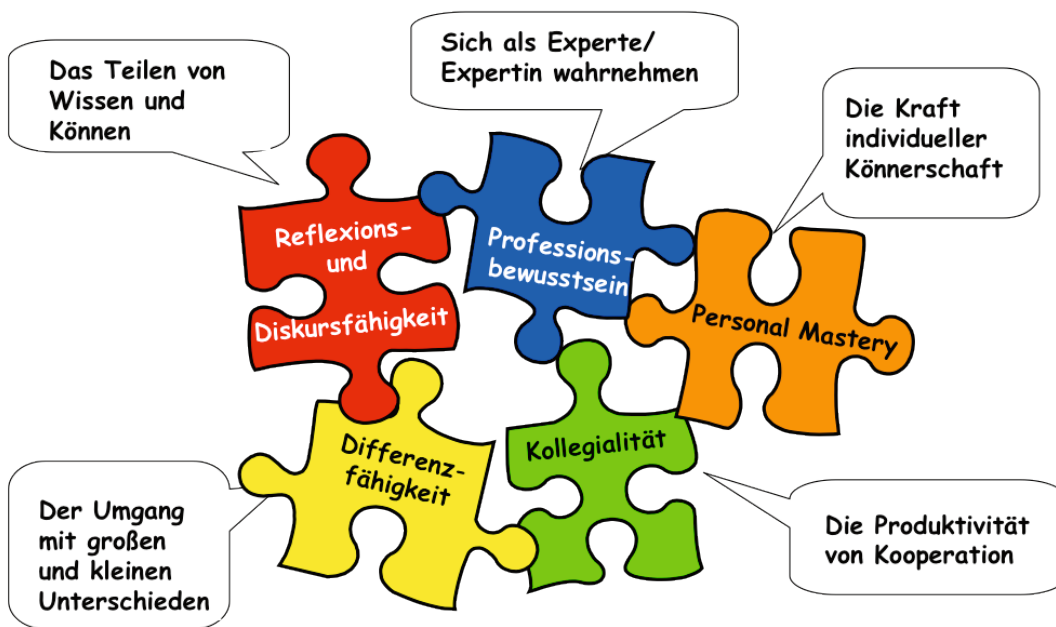 Das Teilen von
Wissen und
Können
Sich als Experte/
Expertin wahrnehmen
Die Kraft
individueller
Könnerschaft
Reflexions-
und
Diskursfähigkeit
Professions-
bewusstsein
Personal Mastery
Differenz-
fähigkeit
Kollegialität
Der Umgang
mit großen
und kleinen
Unterschieden
Die Produktivität
von Kooperation